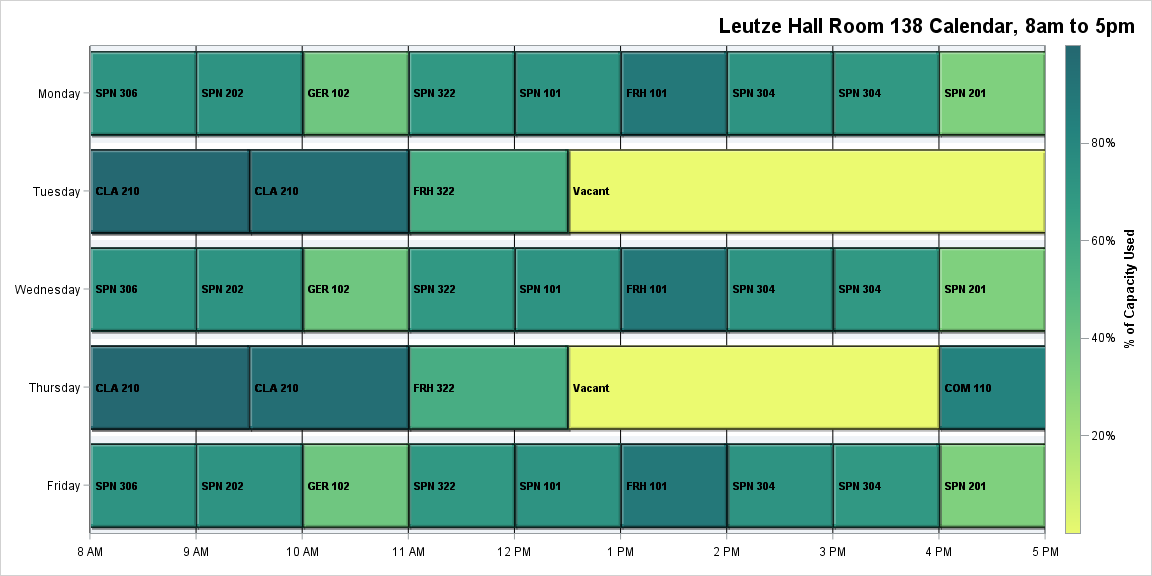 Leutze Hall Room 138 Calendar, 8am to 5pm
Monday
SPN 306
SPN 202
GER 102
SPN 322
SPN 101
FRH 101
SPN 304
SPN 304
SPN 201
Tuesday
CLA 210
CLA 210
FRH 322
Vacant
Wednesday
SPN 306
SPN 202
GER 102
SPN 322
SPN 101
FRH 101
SPN 304
SPN 304
SPN 201
Thursday
CLA 210
CLA 210
FRH 322
Vacant
COM 110
Friday
SPN 306
SPN 202
GER 102
SPN 322
SPN 101
FRH 101
SPN 304
SPN 304
SPN 201
8 AM
9 AM
10 AM
11 AM
12 PM
1 PM
2 PM
3 PM
4 PM
5 PM
80%
60%
40%
20%
% of Capacity Used